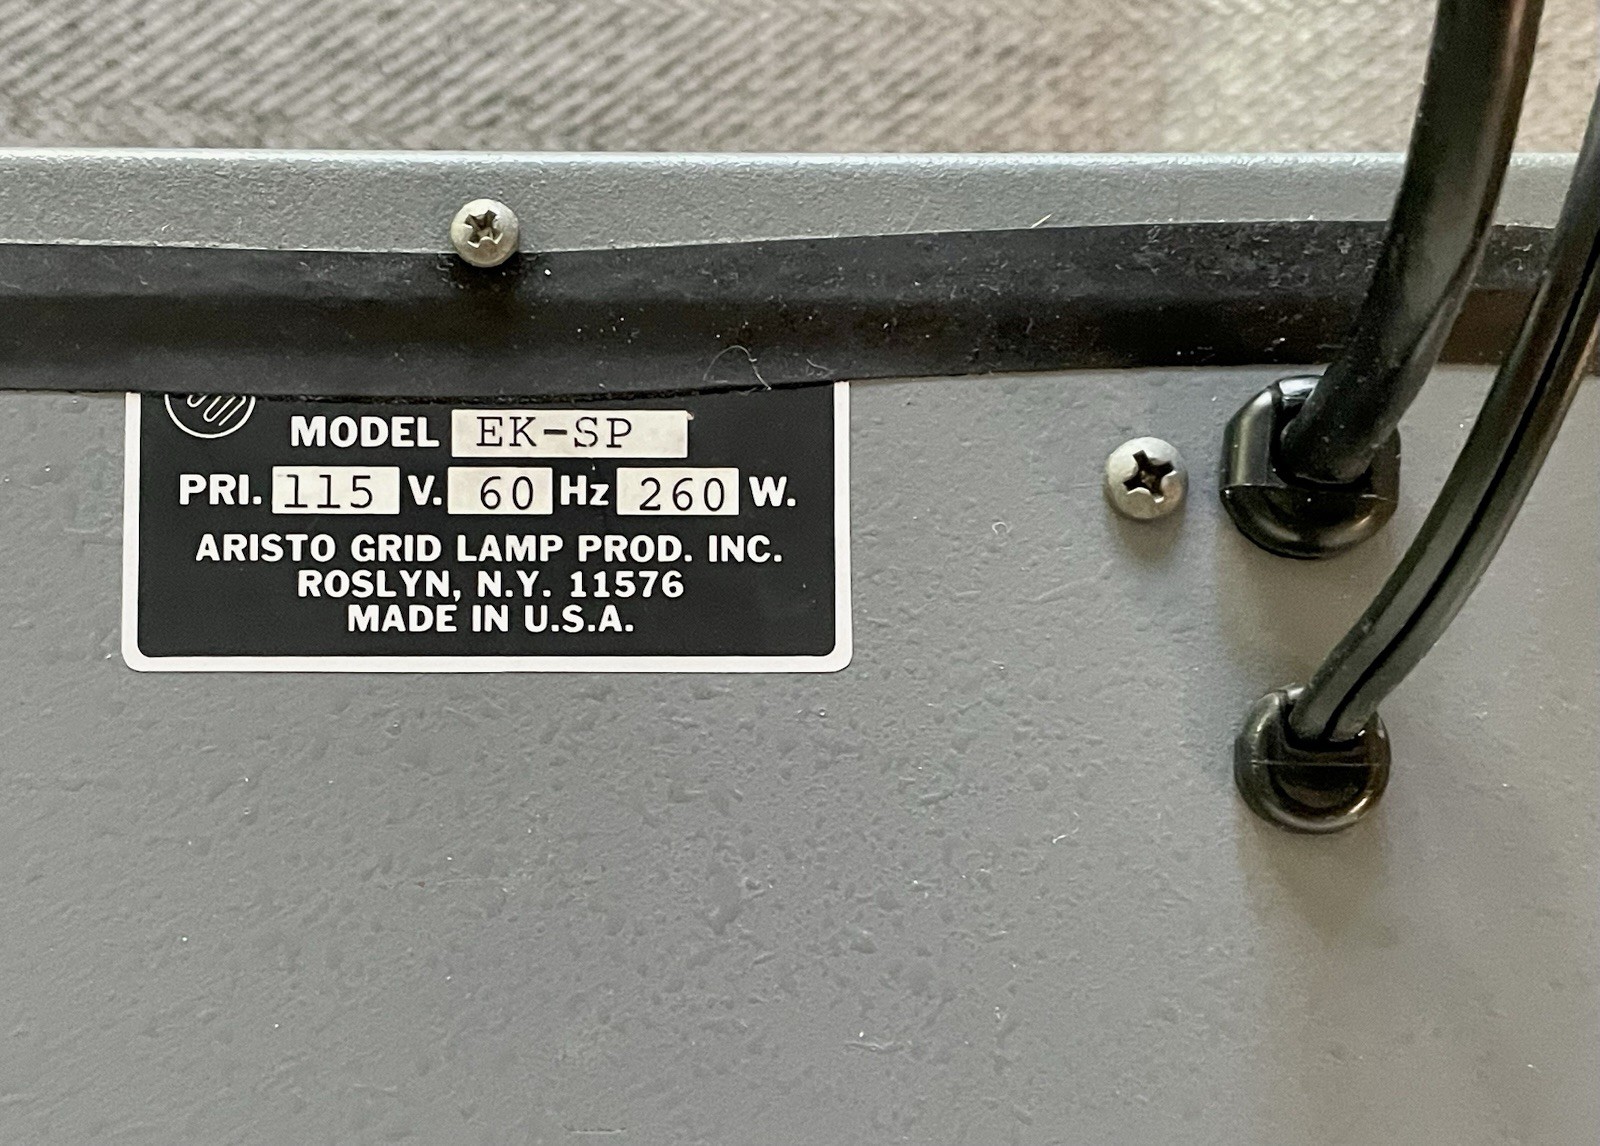 MODEL EK-SP
PRI. 115 V. 60 Hz 260 W.
ARISTO GRID LAMP PROD. INC.
ROSLYN, N.Y. 11576
MADE IN U.S.A.